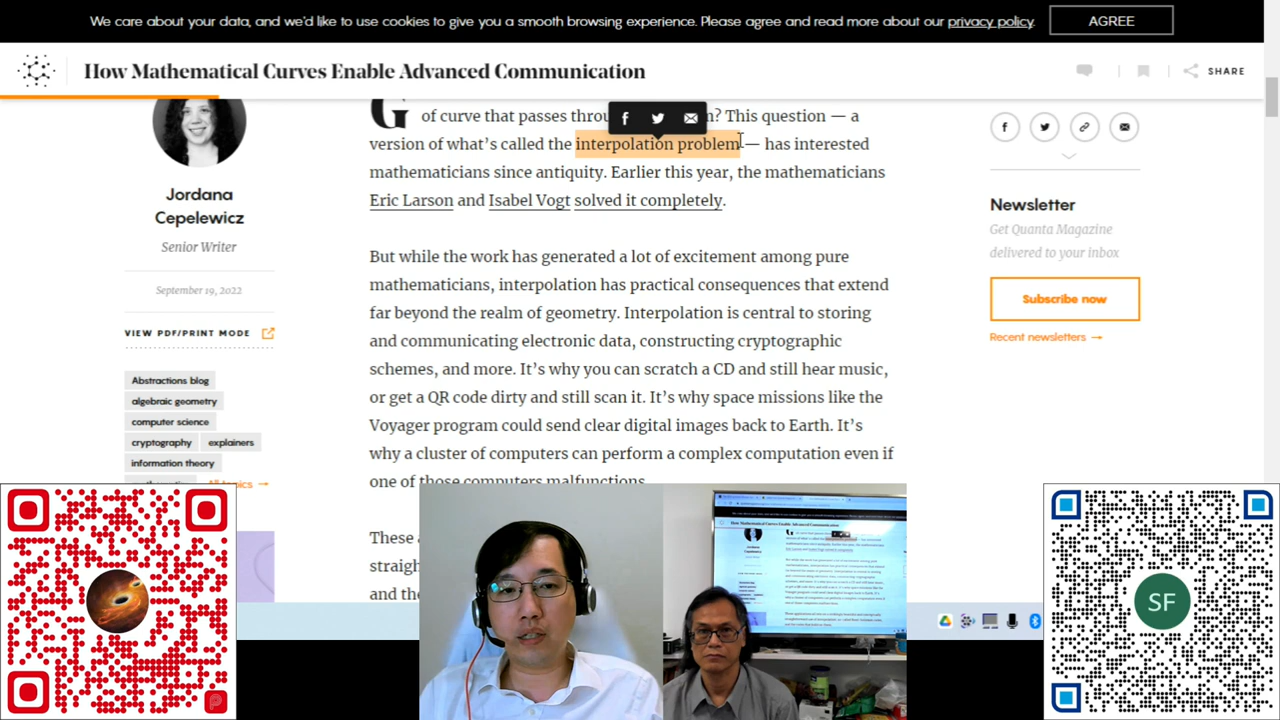 We care about your data, and we'd like to use cookies to give you a smooth browsing experience. Please agree and read more about our privacy policy.
AGREE
How Mathematical Curves Enable Advanced Communication
SHARE
Jordana
Cepelewicz
Senior Writer
September 19, 2022
VIEW PDF/PRINT MODE
Abstractions blog
algebraic geometry
computer science
cryptography
explainers
information theory
All topics →
G
of curve that passes throu m? This question — a
version of what's called the interpolation problem — has interested
mathematicians since antiquity. Earlier this year, the mathematicians
Eric Larson and Isabel Vogt solved it completely.
But while the work has generated a lot of excitement among pure
mathematicians, interpolation has practical consequences that extend
far beyond the realm of geometry. Interpolation is central to storing
and communicating electronic data, constructing cryptographic
schemes, and more. It's why you can scratch a CD and still hear music,
or get a QR code dirty and still scan it. It's why space missions like the
Voyager program could send clear digital images back to Earth. It's
why a cluster of computers can perform a complex computation even if
one of those computers malfunctions.
These a
straigh
and the
Newsletter
Get Quanta Magazine
delivered to your inbox
Subscribe now
Recent newsletters →
How Mathematical Curves Enable Advanced Communication
SF